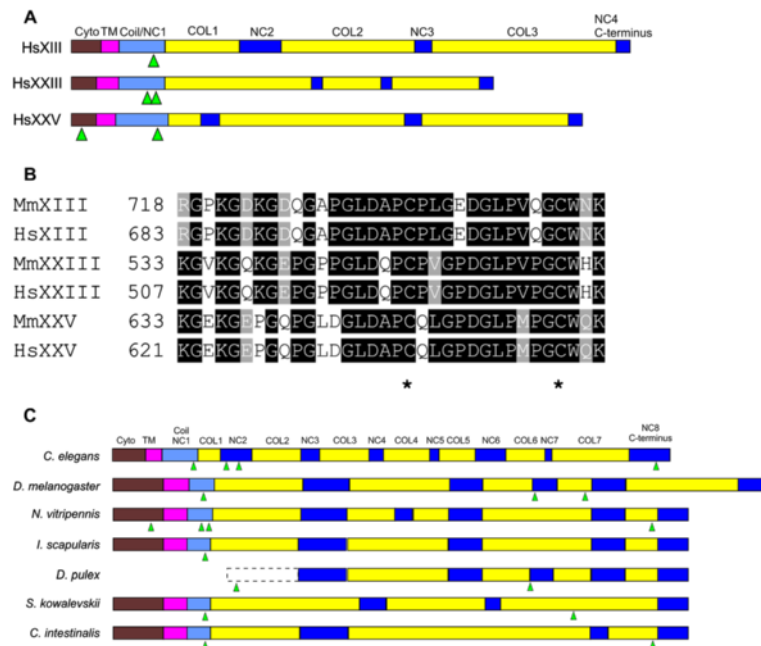 A
NC4
Cyto TM Coil/NC1 COL1 NC2 COL2 NC3 COL3 C-terminus
HsXIII
HsXXIII
HsXXV
B
MmXIII 718 RGPKGDKGDQGAPGLDAPCPLGEDGLPVQGCWNK
HsXIII 683 RGPKGDKGDQGAPGLDAPCPLGEDGLPVQGCWNK
MmXXIII 533 KGVKGQKGEPGPPGLDQPCPVGPDGLPVPGCWHK
HsXXIII 507 KGVKGQKGEPGPPGLDQPCPVGPDGLPVPGCWHK
MmXXV 633 KGEKGEPGQPGLDGLDAPCQLGPDGLPMPGCWQK
HsXXV 621 KGEKGEPGQPGLDGLDAPCQLGPDGLPMPGCWQK
* *
C
Coil NC8
Cyto TM NC1 COL1 NC2 COL2 NC3 COL3 NC4 COL4 NC5 COL5 NC6 COL6 NC7 COL7 C-terminus
C. elegans
D. melanogaster
N. vitripennis
I. scapularis
D. pulex
S. kowalevskii
C. intestinalis